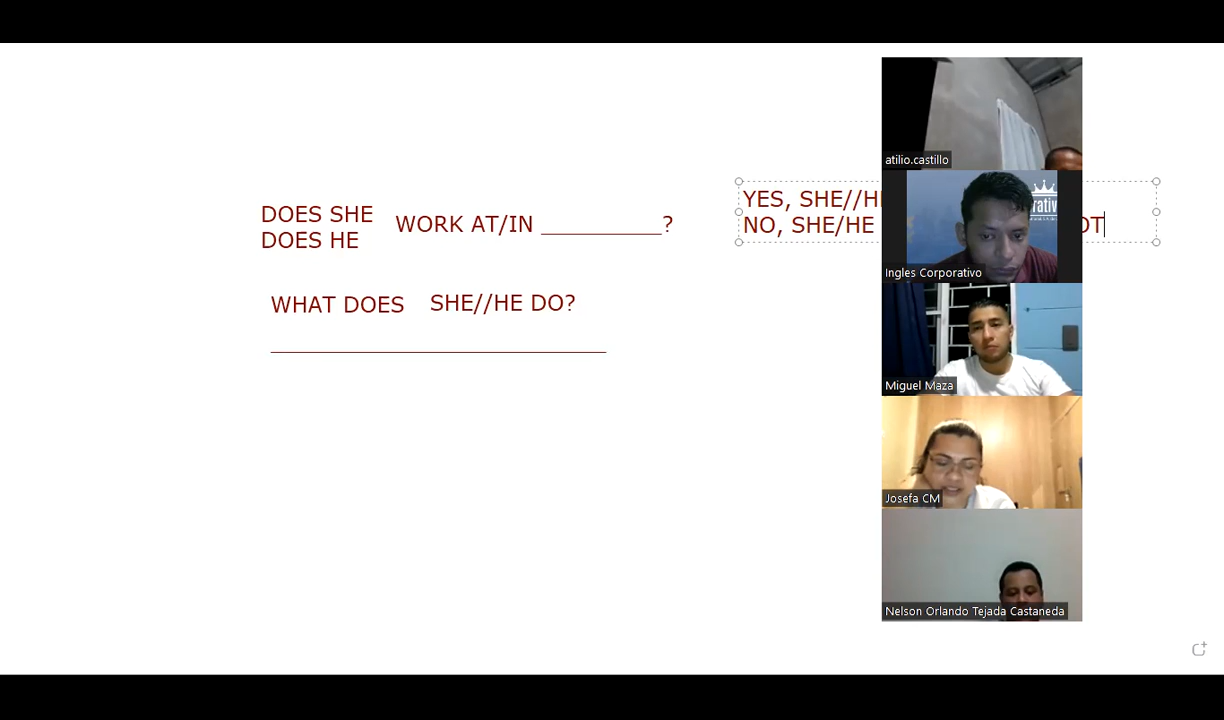 DOES SHE
DOES HE
WORK AT/IN ___________?
YES, SHE//HE
NO, SHE/HE
WHAT DOES SHE//HE DO?
atilio.castillo
Ingles Corporativo
Miguel Maza
Josefa CM
Nelson Orlando Tejada Castaneda